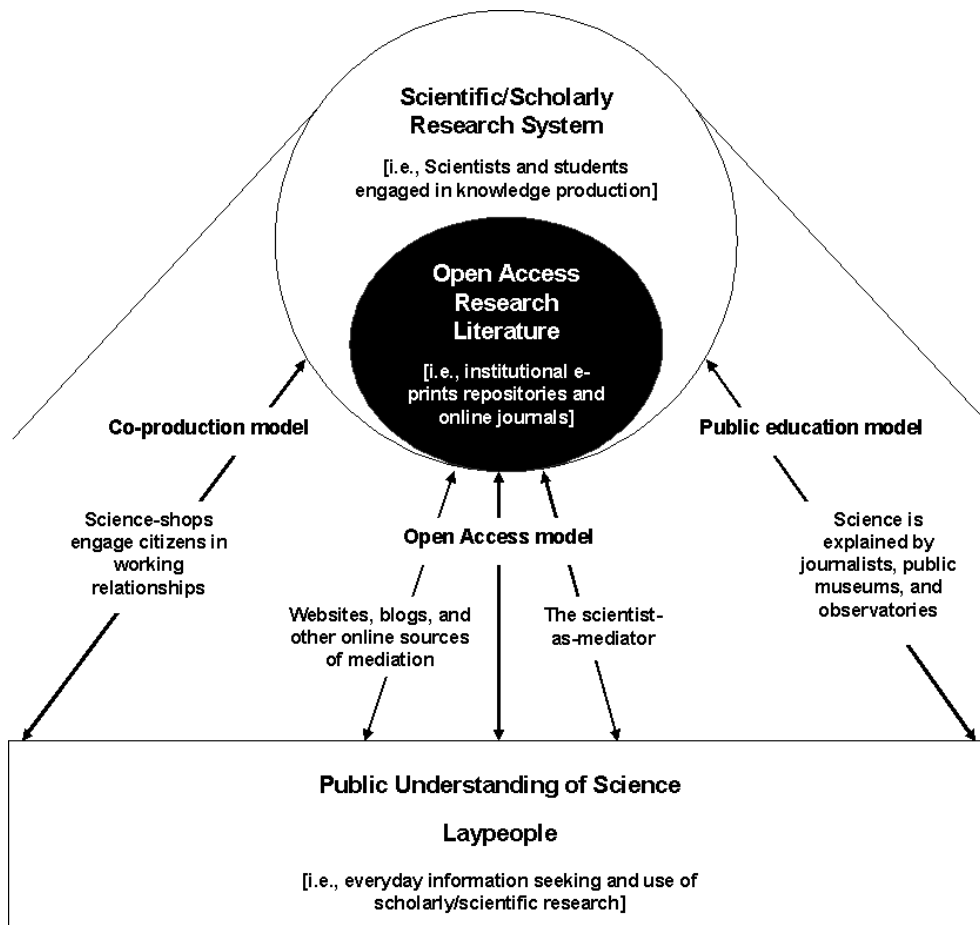 Scientific/Scholarly
Research System
[i.e., Scientists and students
engaged in knowledge production]
Open Access
Research
Literature
[i.e., institutional e-
prints repositories and
online journals]
Co-production model
Public education model
Science-shops
engage citizens in
working
relationships
Open Access model
Science is
explained by
journalists, public
museums, and
observatories
Websites, blogs, and
other online sources
of mediation
The scientist-
as-mediator
Public Understanding of Science
Laypeople
[i.e., everyday information seeking and use of
scholarly/scientific research]